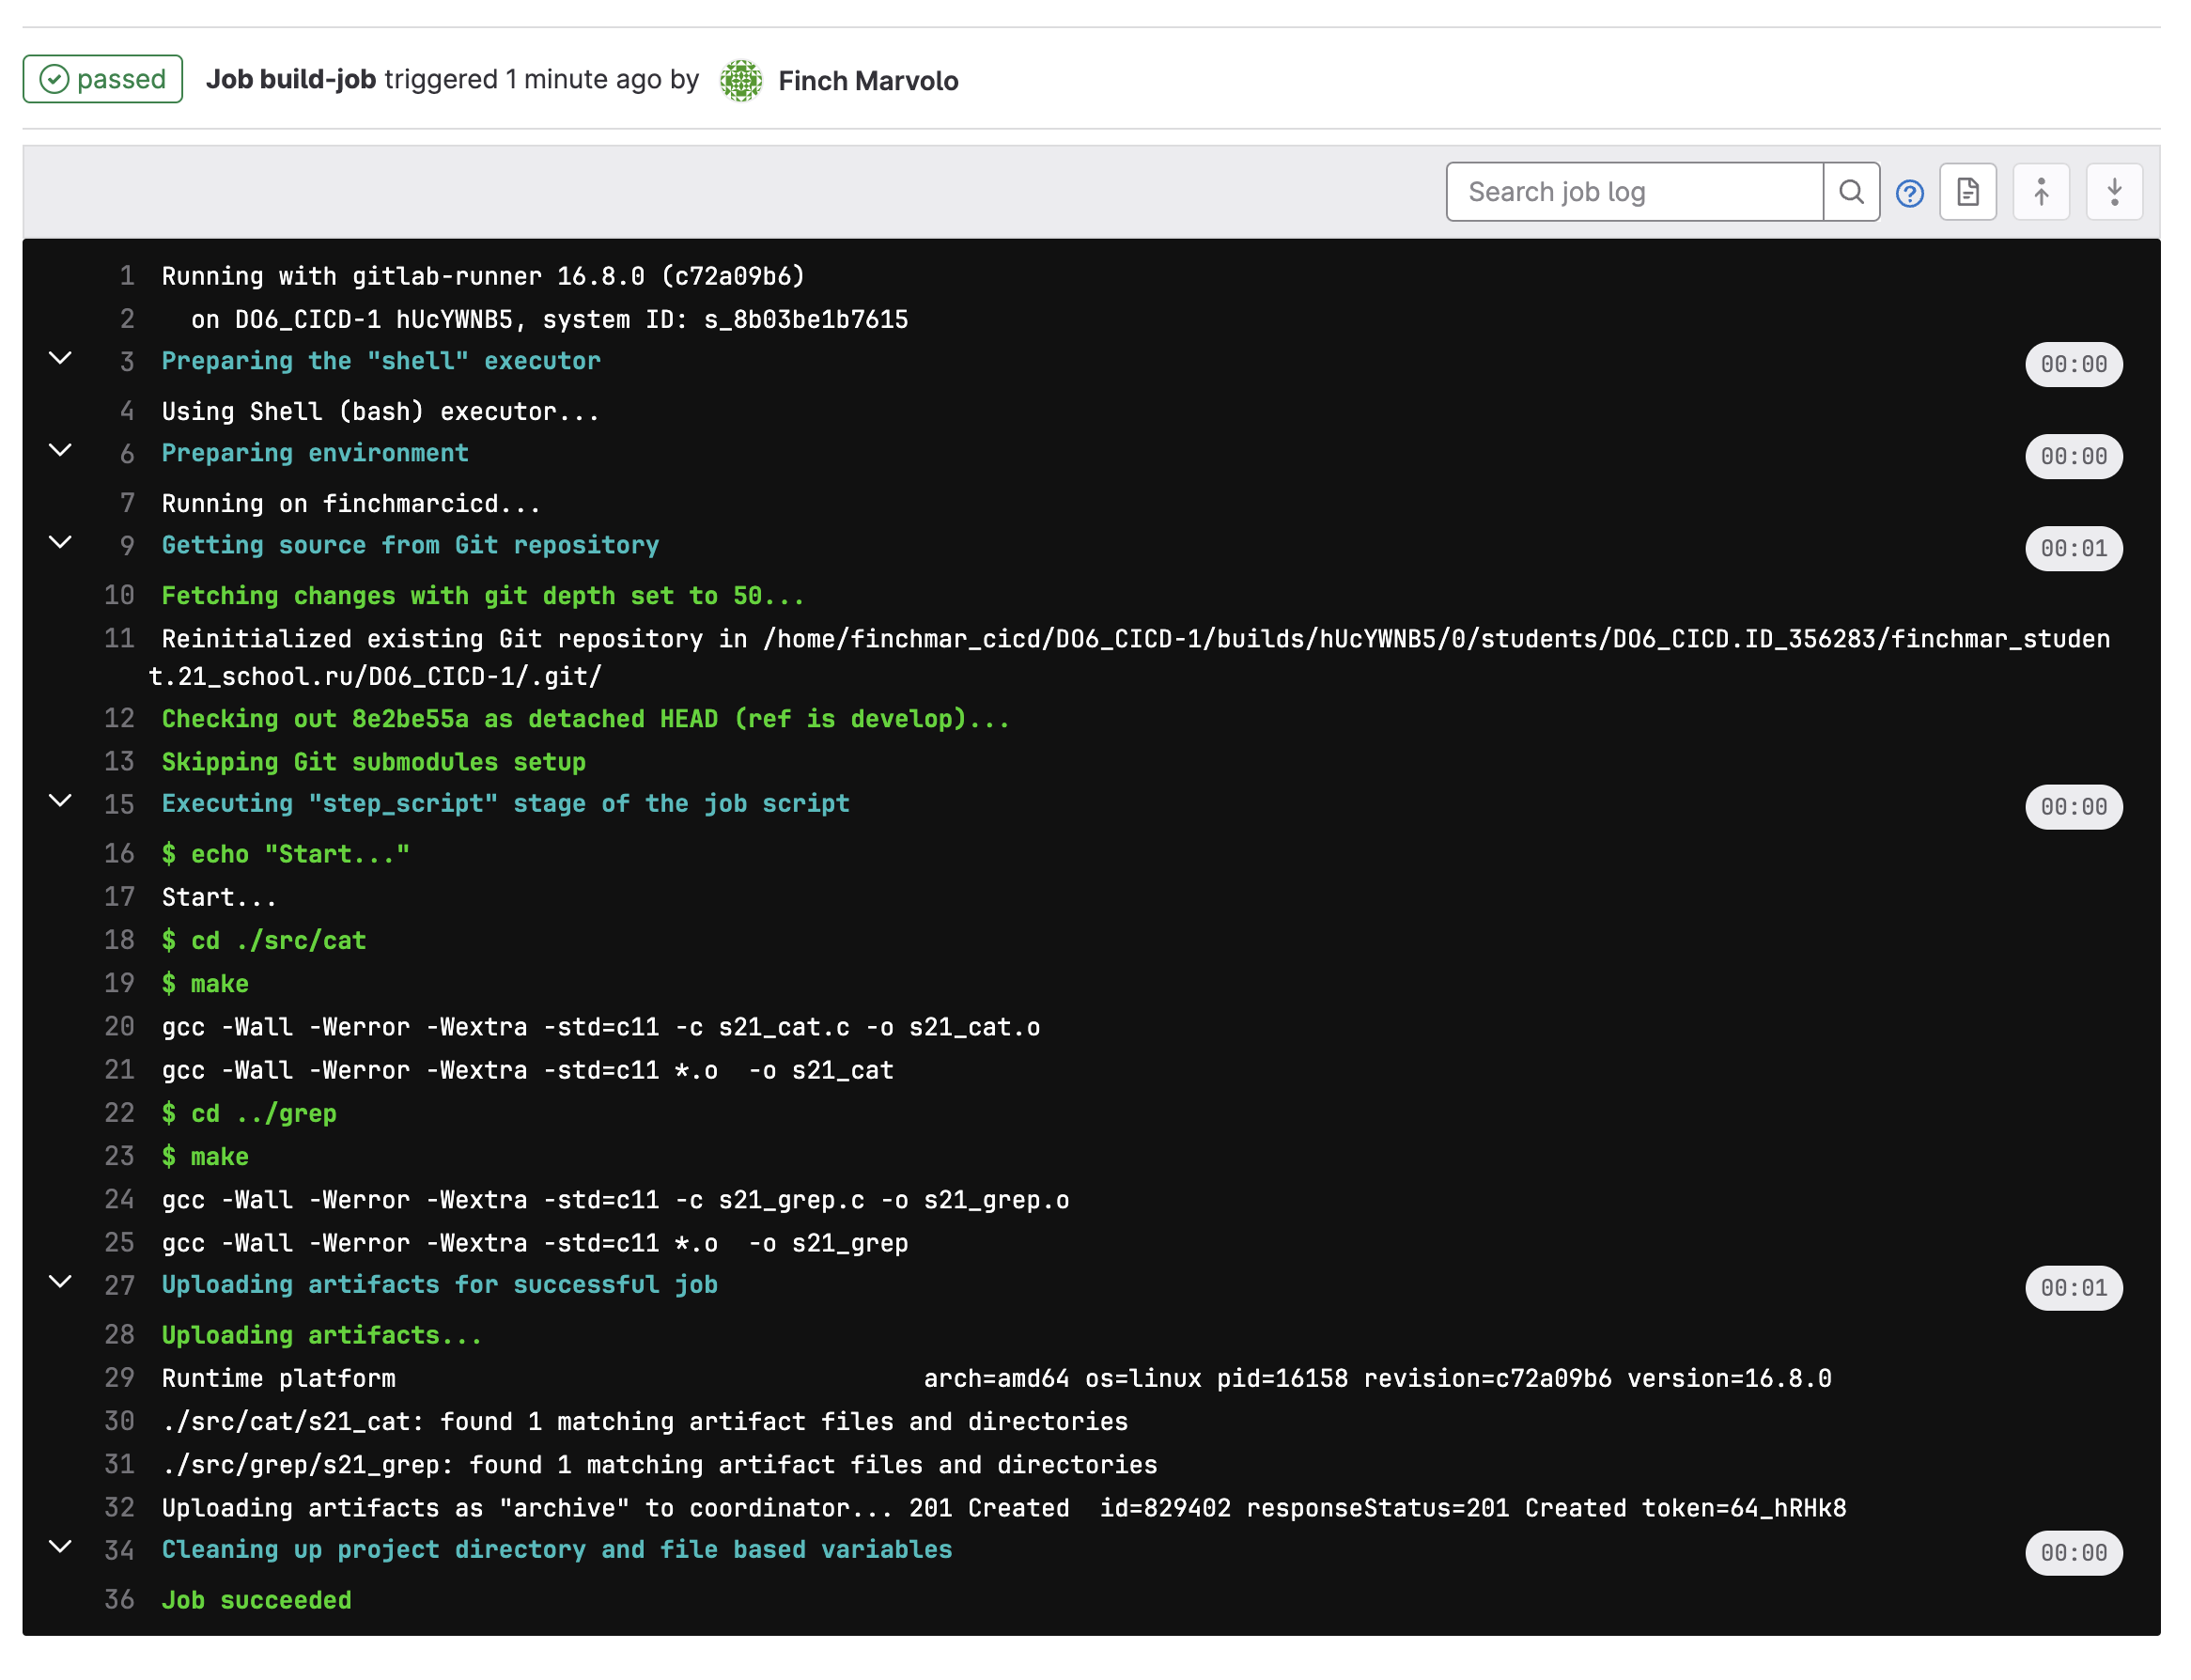 passed Job build-job triggered 1 minute ago by Finch Marvolo
Search job log
1 Running with gitlab-runner 16.8.0 (c72a09b6)
2 on DO6_CICD-1 hUcYWNB5, system ID: s_8b03be1b7615
3 Preparing the "shell" executor 00:00
4 Using Shell (bash) executor...
6 Preparing environment 00:00
7 Running on finchmarcicd...
9 Getting source from Git repository 00:01
10 Fetching changes with git depth set to 50...
11 Reinitialized existing Git repository in /home/finchmar_cicd/DO6_CICD-1/builds/hUcYWNB5/0/students/DO6_CICD.ID_356283/finchmar_studen
t.21_school.ru/DO6_CICD-1/.git/
12 Checking out 8e2be55a as detached HEAD (ref is develop)...
13 Skipping Git submodules setup
15 Executing "step_script" stage of the job script 00:00
16 $ echo "Start..."
17 Start...
18 $ cd ./src/cat
19 $ make
20 gcc -Wall -Werror -Wextra -std=c11 -c s21_cat.c -o s21_cat.o
21 gcc -Wall -Werror -Wextra -std=c11 *.o  -o s21_cat
22 $ cd ../grep
23 $ make
24 gcc -Wall -Werror -Wextra -std=c11 -c s21_grep.c -o s21_grep.o
25 gcc -Wall -Werror -Wextra -std=c11 *.o  -o s21_grep
27 Uploading artifacts for successful job 00:01
28 Uploading artifacts...
29 Runtime platform arch=amd64 os=linux pid=16158 revision=c72a09b6 version=16.8.0
30 ./src/cat/s21_cat: found 1 matching artifact files and directories
31 ./src/grep/s21_grep: found 1 matching artifact files and directories
32 Uploading artifacts as "archive" to coordinator... 201 Created  id=829402 responseStatus=201 Created token=64_hRHk8
34 Cleaning up project directory and file based variables 00:00
36 Job succeeded